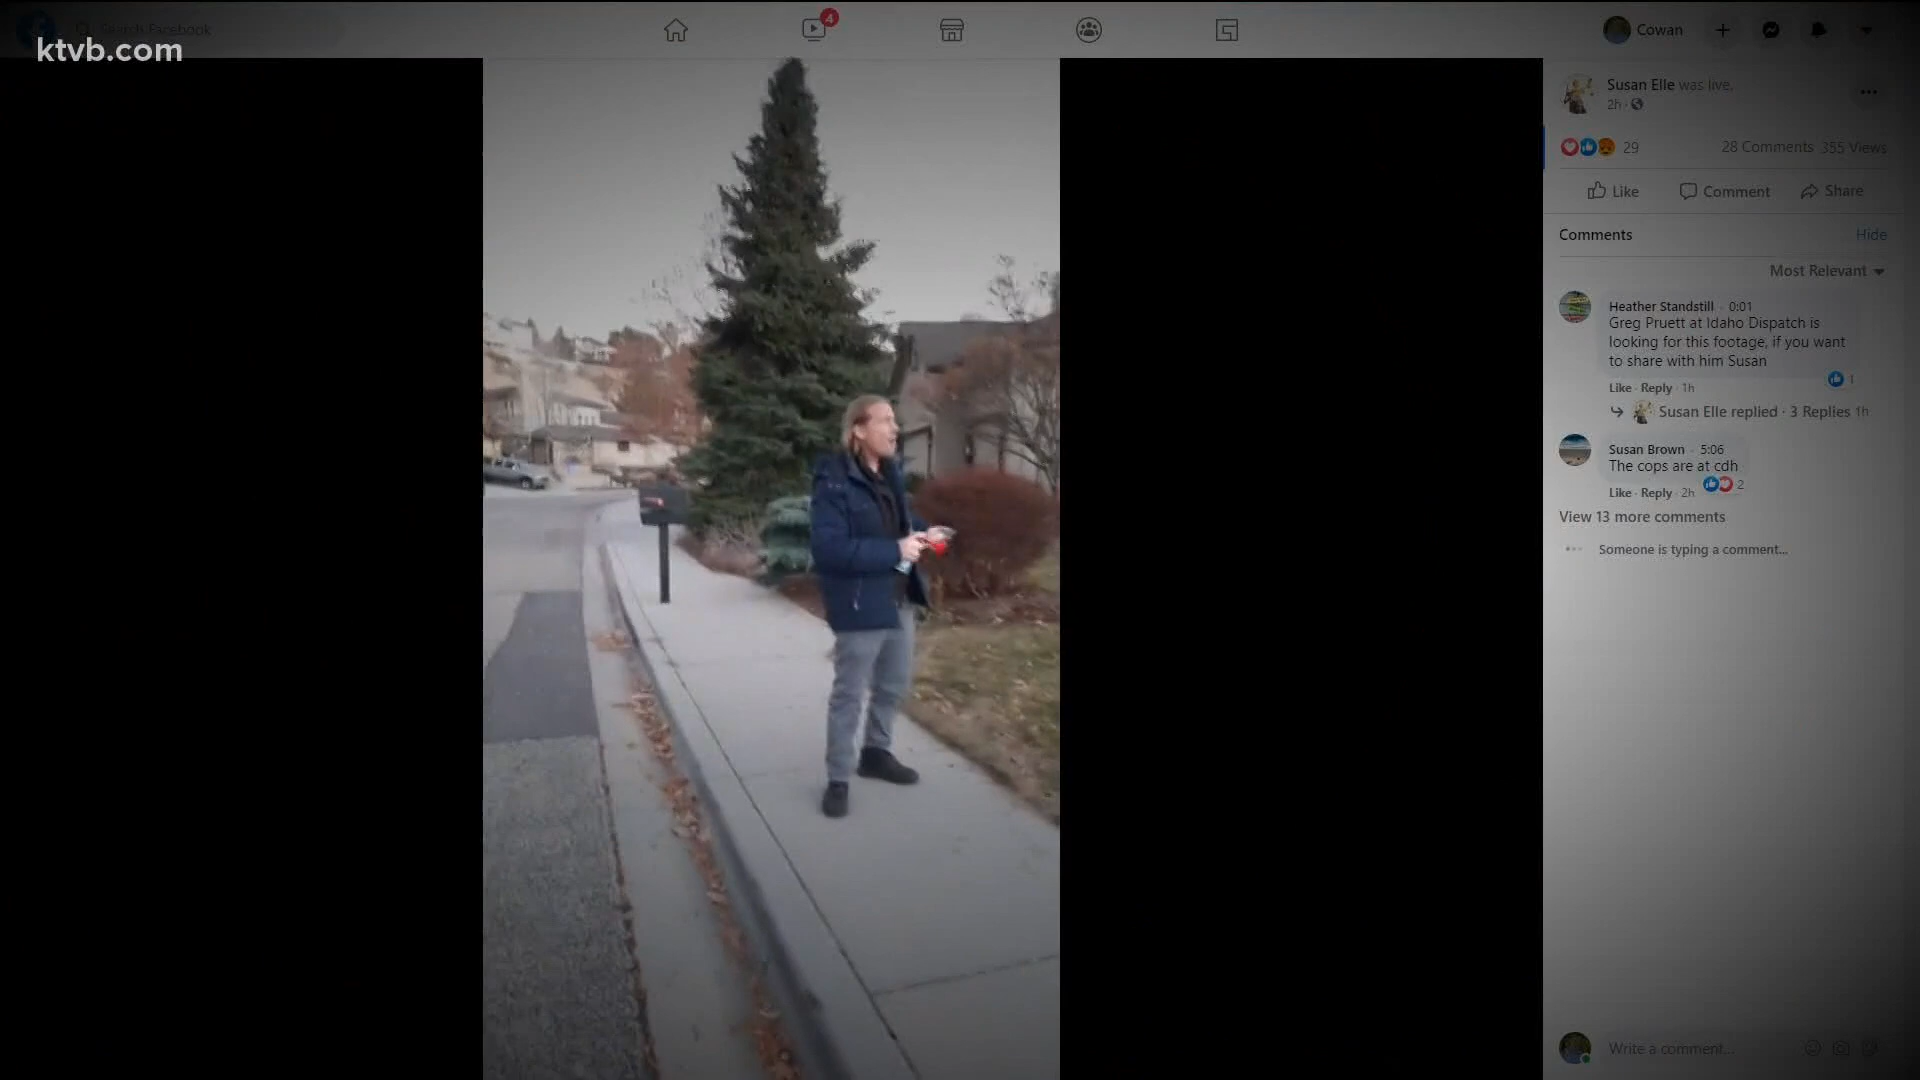 Search Facebook
ktvb.com
4
Cowan
Susan Elle was live.
2h ·
29
28 Comments 355 Views
Like
Comment
Share
Comments
Hide
Most Relevant
Heather Standstill · 0:01
Greg Pruett at Idaho Dispatch is
looking for this footage, if you want
to share with him Susan
1
Like · Reply · 1h
Susan Elle replied · 3 Replies 1h
Susan Brown · 5:06
The cops are at cdh
2
Like · Reply · 2h
View 13 more comments
Someone is typing a comment...
Write a comment...